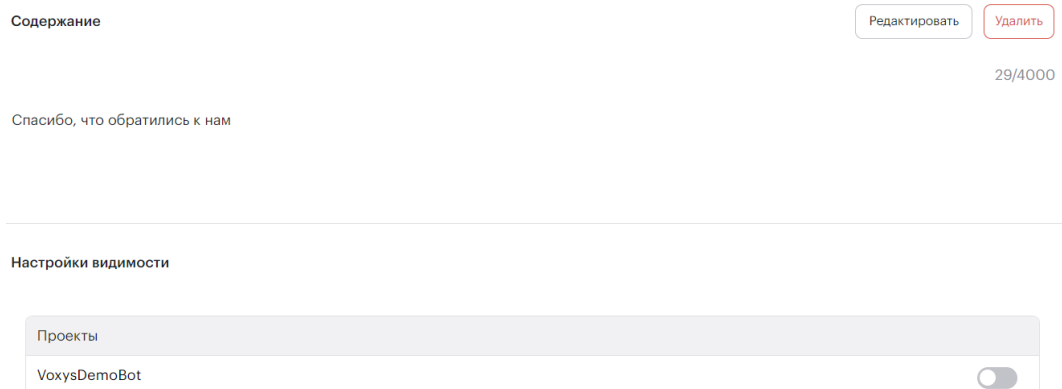 Содержание
Редактировать
Удалить
29/4000
Спасибо, что обратились к нам
Настройки видимости
Проекты
VoxysDemoBot